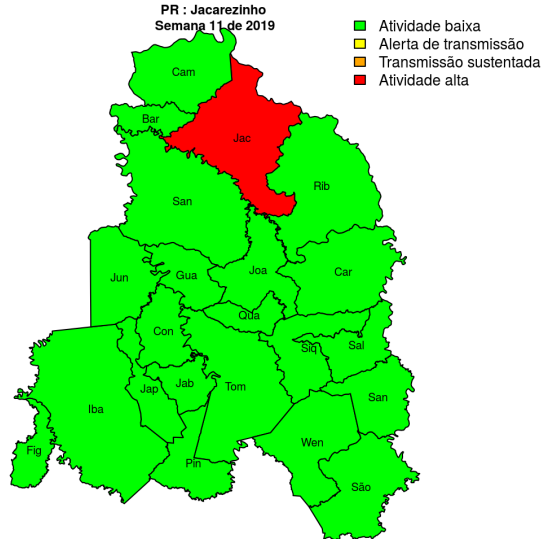 PR : Jacarezinho
Semana 11 de 2019
Atividade baixa
Alerta de transmissão
Transmissão sustentada
Atividade alta
Cam
Bar
Jac
Rib
San
Jun
Gua
Joa
Car
Qua
Con
Siq
Sal
Jap
Jab
Tom
San
Iba
Wen
Fig
Pin
São